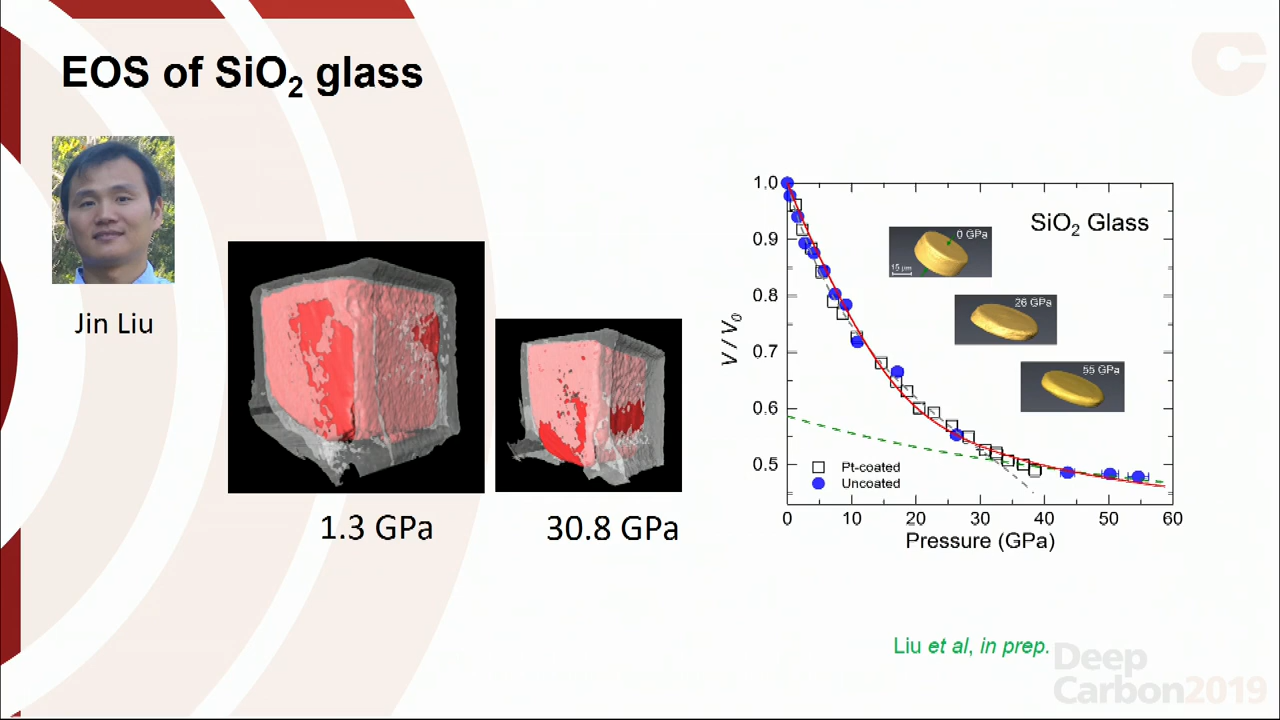 EOS of SiO₂ glass
Jin Liu
1.3 GPa
30.8 GPa
1.0
0.9
0.8
0.7
0.6
0.5
V / V₀
SiO₂ Glass
0 GPa
15 μm
26 GPa
55 GPa
Pt-coated
Uncoated
0 10 20 30 40 50 60
Pressure (GPa)
Liu et al, in prep.
Deep
Carbon2019